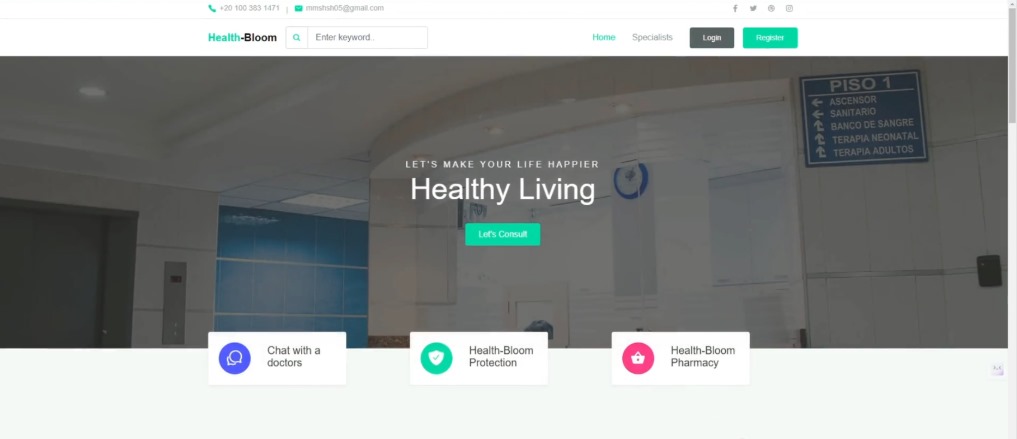 +20 100 383 1471 | mmshsh05@gmail.com
Health-Bloom
Enter keyword..
Home
Specialists
Login
Register
PISO 1
ASCENSOR
SANITARIO
BANCO DE SANGRE
TERAPIA NEONATAL
TERAPIA ADULTOS
LET'S MAKE YOUR LIFE HAPPIER
Healthy Living
Let's Consult
Chat with a
doctors
Health-Bloom
Protection
Health-Bloom
Pharmacy